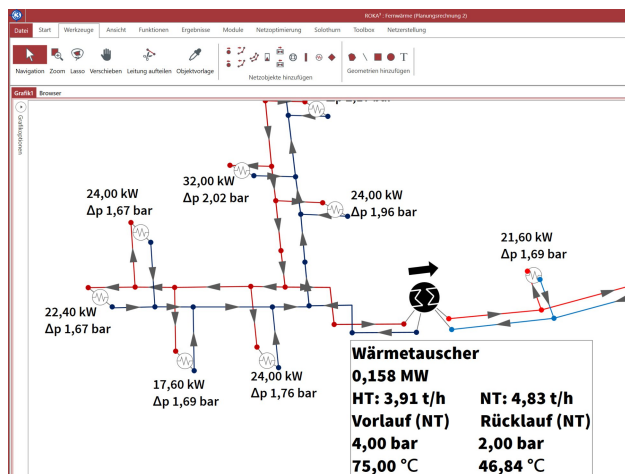 ROKA³ : Fernwärme (Planungsrechnung 2)
Datei Start Werkzeuge Ansicht Funktionen Ergebnisse Module Netzoptimierung Solothurn Toolbox Netzerstellung
Navigation Zoom Lasso Verschieben Leitung aufteilen Objektvorlage
Netzobjekte hinzufügen
Geometrien hinzufügen
Grafik1 Browser
Grafikoptionen
32,00 kW
Δp 2,02 bar
24,00 kW
Δp 1,67 bar
24,00 kW
Δp 1,96 bar
21,60 kW
Δp 1,69 bar
22,40 kW
Δp 1,67 bar
17,60 kW
Δp 1,69 bar
24,00 kW
Δp 1,76 bar
Wärmetauscher
0,158 MW
HT: 3,91 t/h NT: 4,83 t/h
Vorlauf (NT) Rücklauf (NT)
4,00 bar 2,00 bar
75,00 °C 46,84 °C